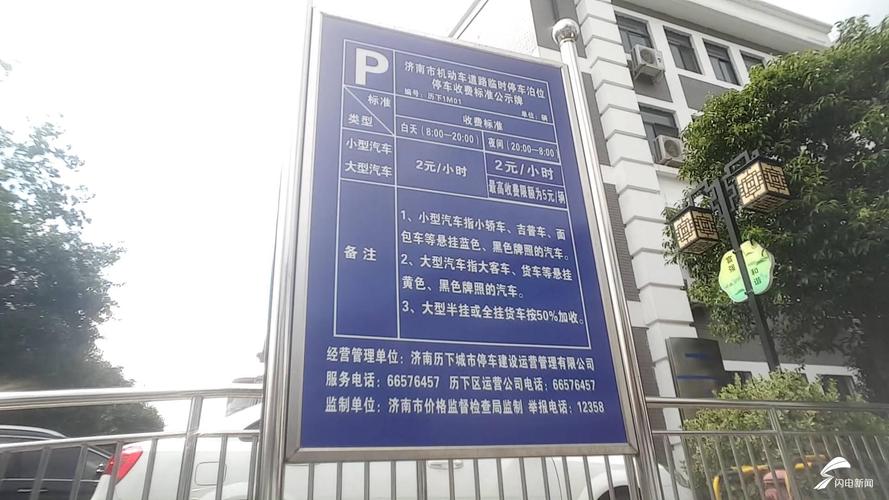 P
济南市机动车道路临时停车泊位
停车收费标准公示牌
编号：历下1M01 单位：辆
标准
类型
收费标准
白天（8:00—20:00） 夜间（20:00—8:00）
小型汽车
大型汽车
2元/小时 2元/小时
最高收费限额为5元/辆
备注
1、小型汽车指小轿车、吉普车、面
包车等悬挂蓝色、黑色牌照的汽车。
2、大型汽车指大客车、货车等悬挂
黄色、黑色牌照的汽车。
3、大型半挂或全挂货车按50%加收。
经营管理单位：济南历下城市停车建设运营管理有限公司
服务电话：66576457 历下区运营公司电话：66576457
监制单位：济南市价格监督检查局监制 举报电话：12358
富强 和谐
闪电新闻